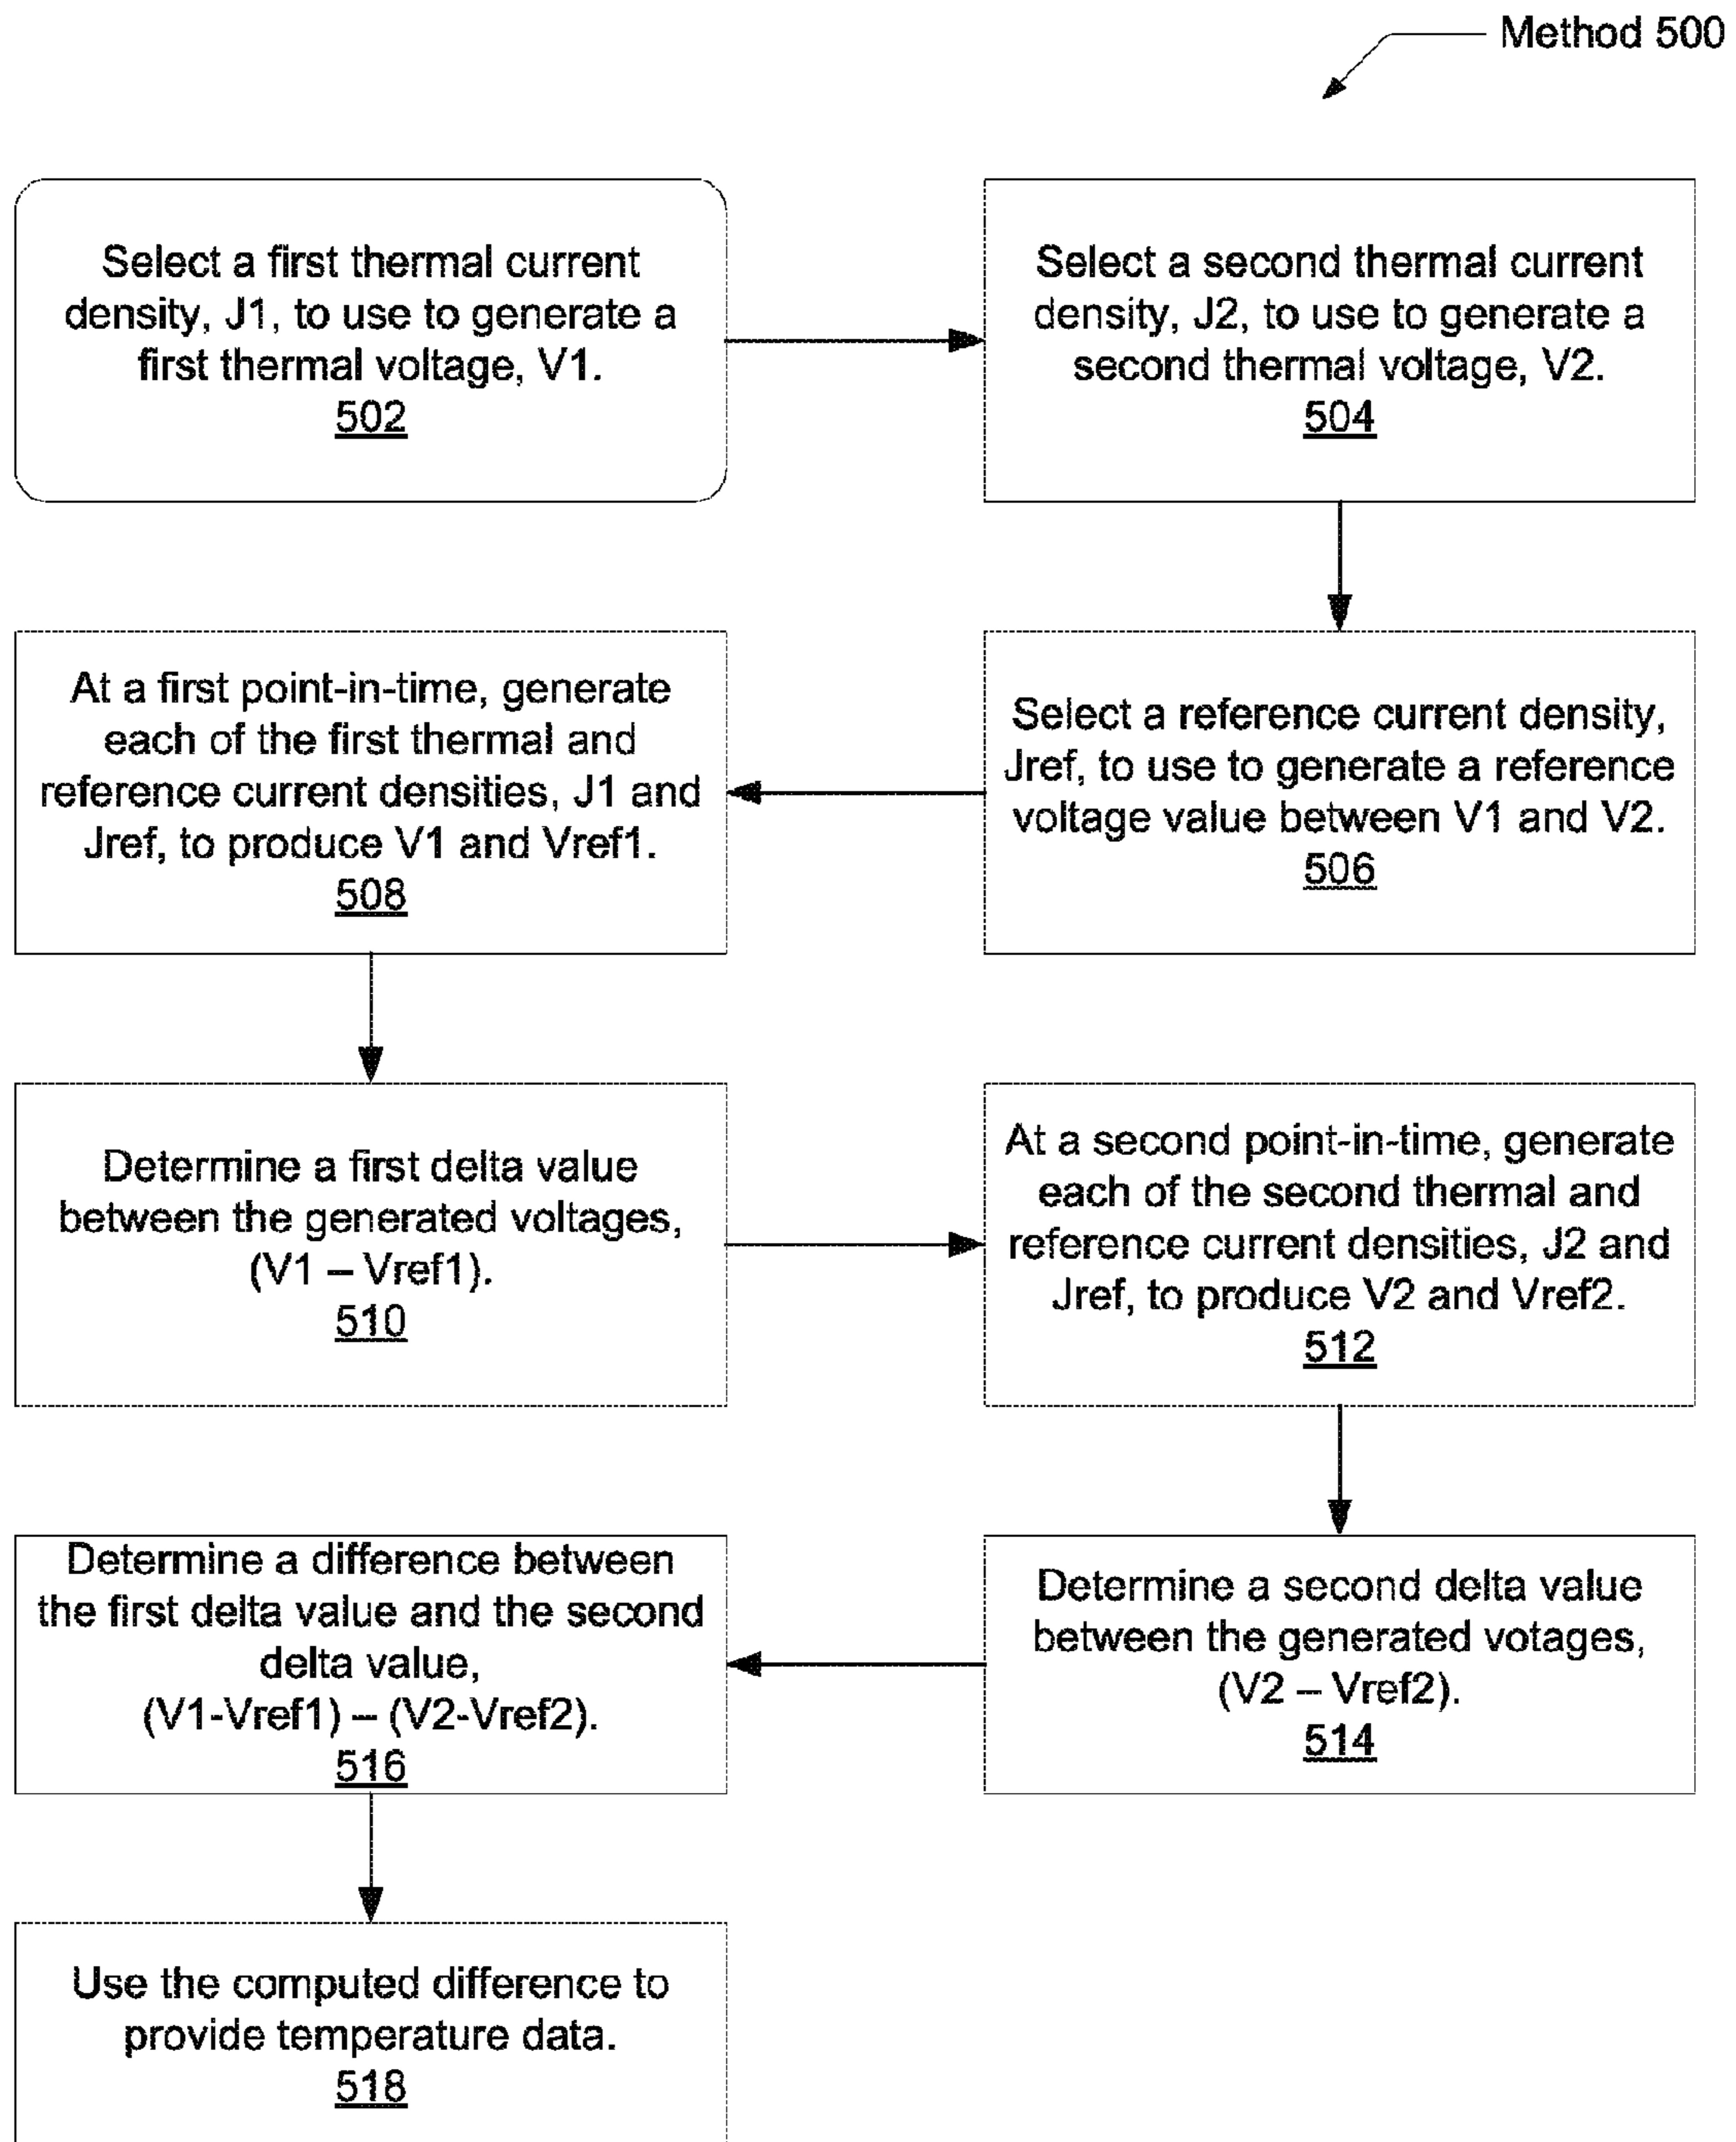 Method 500
Select a first thermal current
density, J1, to use to generate a
first thermal voltage, V1.
502
Select a second thermal current
density, J2, to use to generate a
second thermal voltage, V2.
504
Select a reference current density,
Jref, to use to generate a reference
voltage value between V1 and V2.
506
At a first point-in-time, generate
each of the first thermal and
reference current densities, J1 and
Jref, to produce V1 and Vref1.
508
Determine a first delta value
between the generated voltages,
(V1 – Vref1).
510
At a second point-in-time, generate
each of the second thermal and
reference current densities, J2 and
Jref, to produce V2 and Vref2.
512
Determine a second delta value
between the generated votages,
(V2 – Vref2).
514
Determine a difference between
the first delta value and the second
delta value,
(V1-Vref1) – (V2-Vref2).
516
Use the computed difference to
provide temperature data.
518